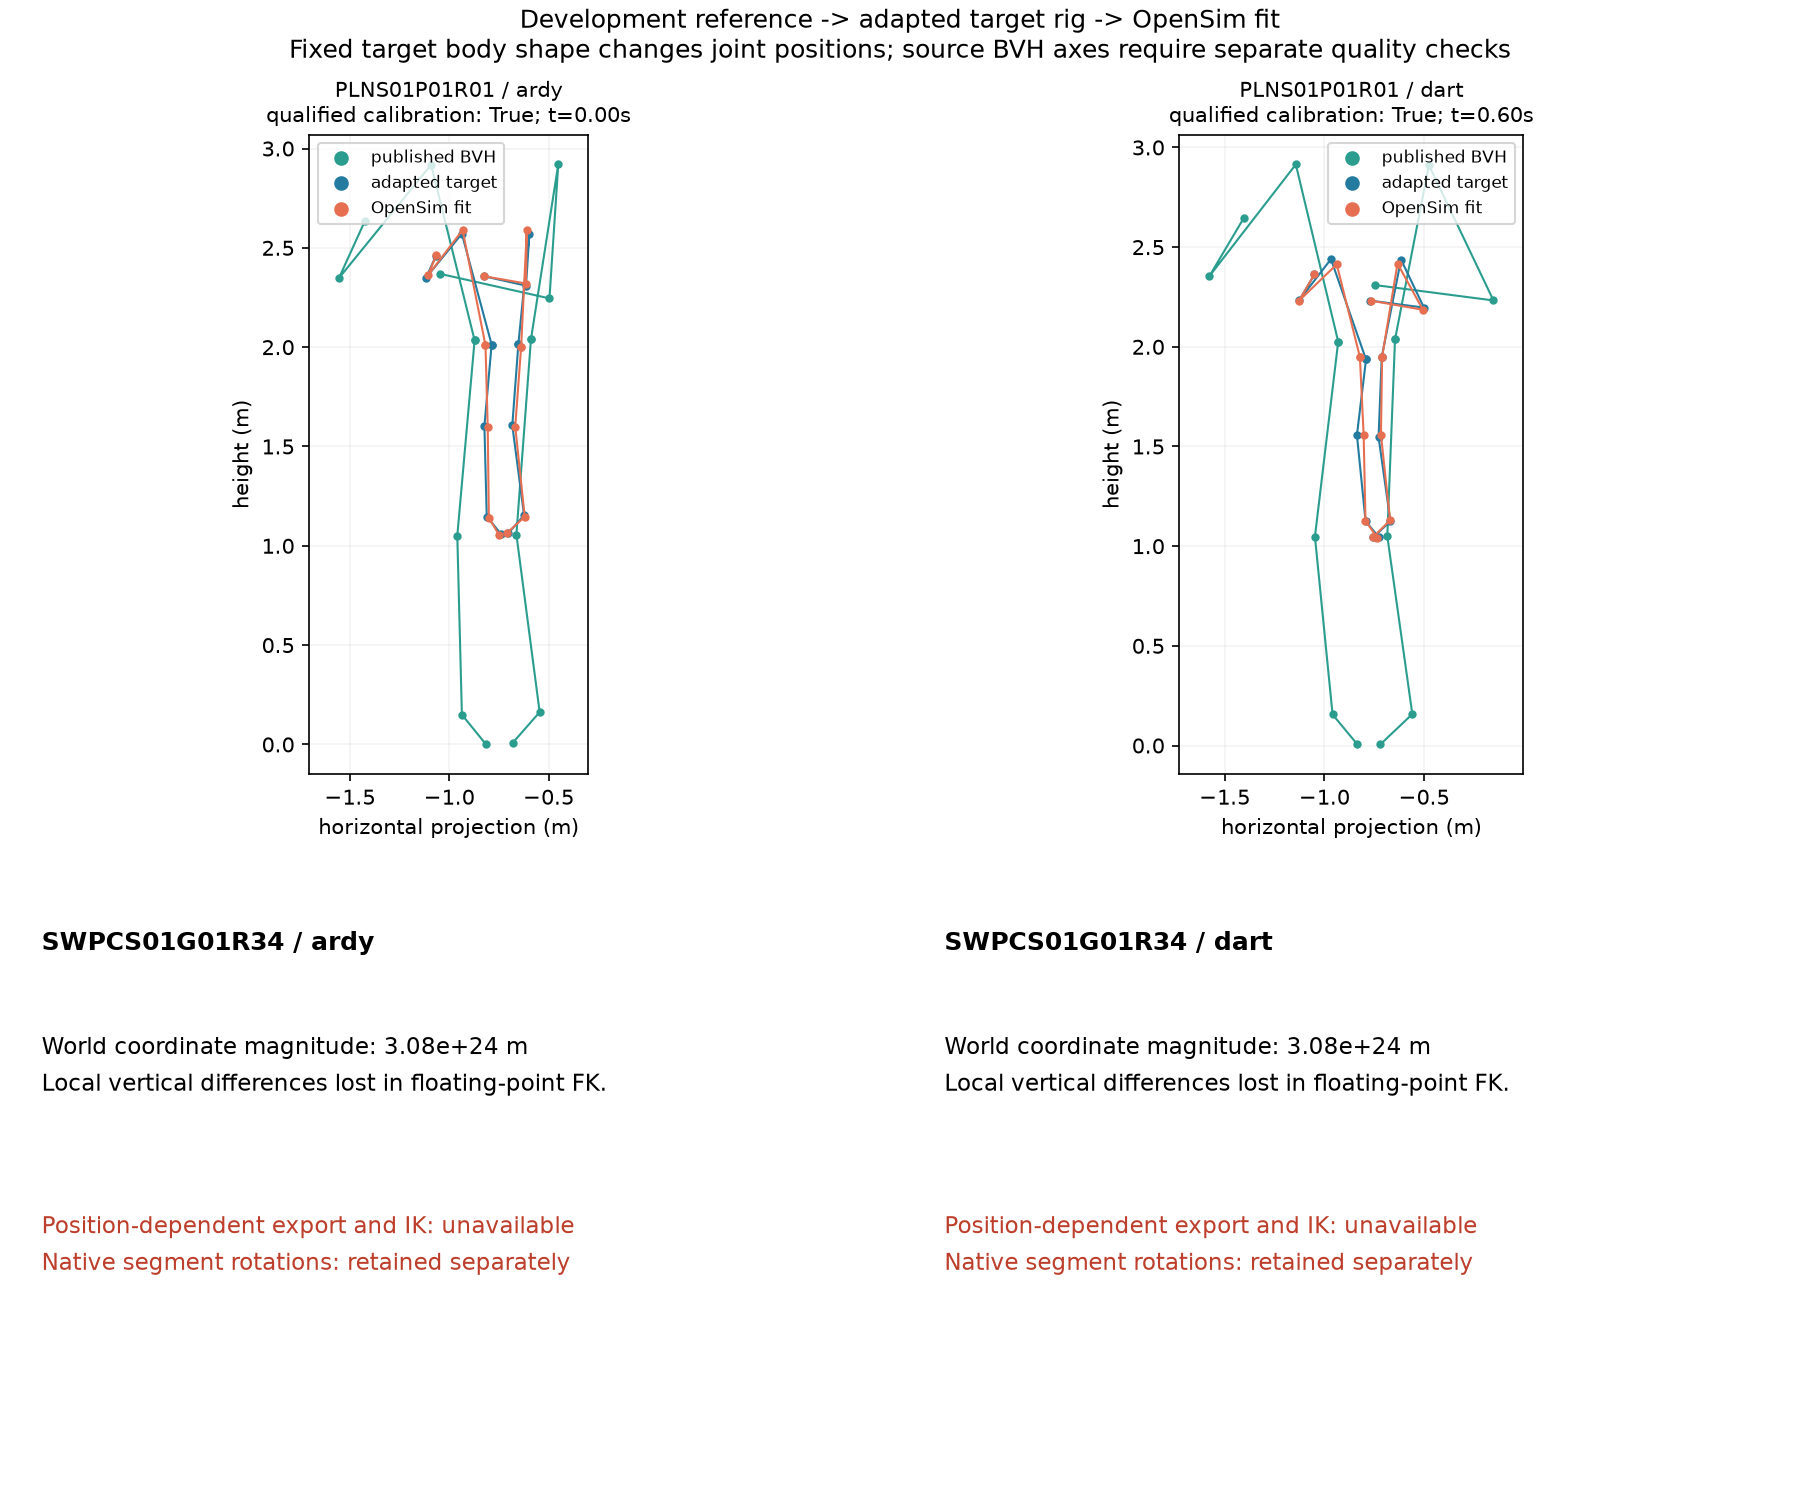 Development reference -> adapted target rig -> OpenSim fit
Fixed target body shape changes joint positions; source BVH axes require separate quality checks
PLNS01P01R01 / ardy
qualified calibration: True; t=0.00s
published BVH
adapted target
OpenSim fit
3.0
2.5
2.0
1.5
1.0
0.5
0.0
height (m)
−1.5
−1.0
−0.5
horizontal projection (m)
PLNS01P01R01 / dart
qualified calibration: True; t=0.60s
published BVH
adapted target
OpenSim fit
3.0
2.5
2.0
1.5
1.0
0.5
0.0
height (m)
−1.5
−1.0
−0.5
horizontal projection (m)
SWPCS01G01R34 / ardy
World coordinate magnitude: 3.08e+24 m
Local vertical differences lost in floating-point FK.
Position-dependent export and IK: unavailable
Native segment rotations: retained separately
SWPCS01G01R34 / dart
World coordinate magnitude: 3.08e+24 m
Local vertical differences lost in floating-point FK.
Position-dependent export and IK: unavailable
Native segment rotations: retained separately